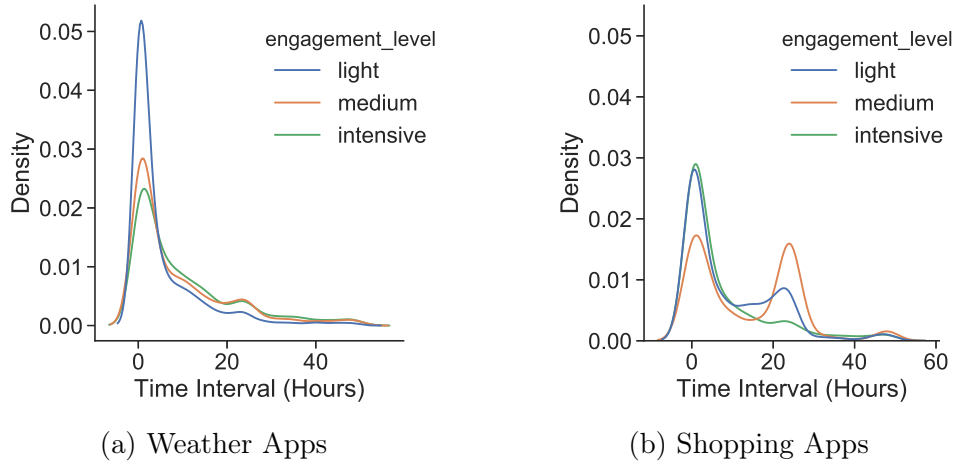 0.05
0.04
0.03
0.02
0.01
0.00
Density
engagement_level
light
medium
intensive
0 20 40
Time Interval (Hours)
(a) Weather Apps
0.05
0.04
0.03
0.02
0.01
0.00
Density
engagement_level
light
medium
intensive
0 20 40 60
Time Interval (Hours)
(b) Shopping Apps